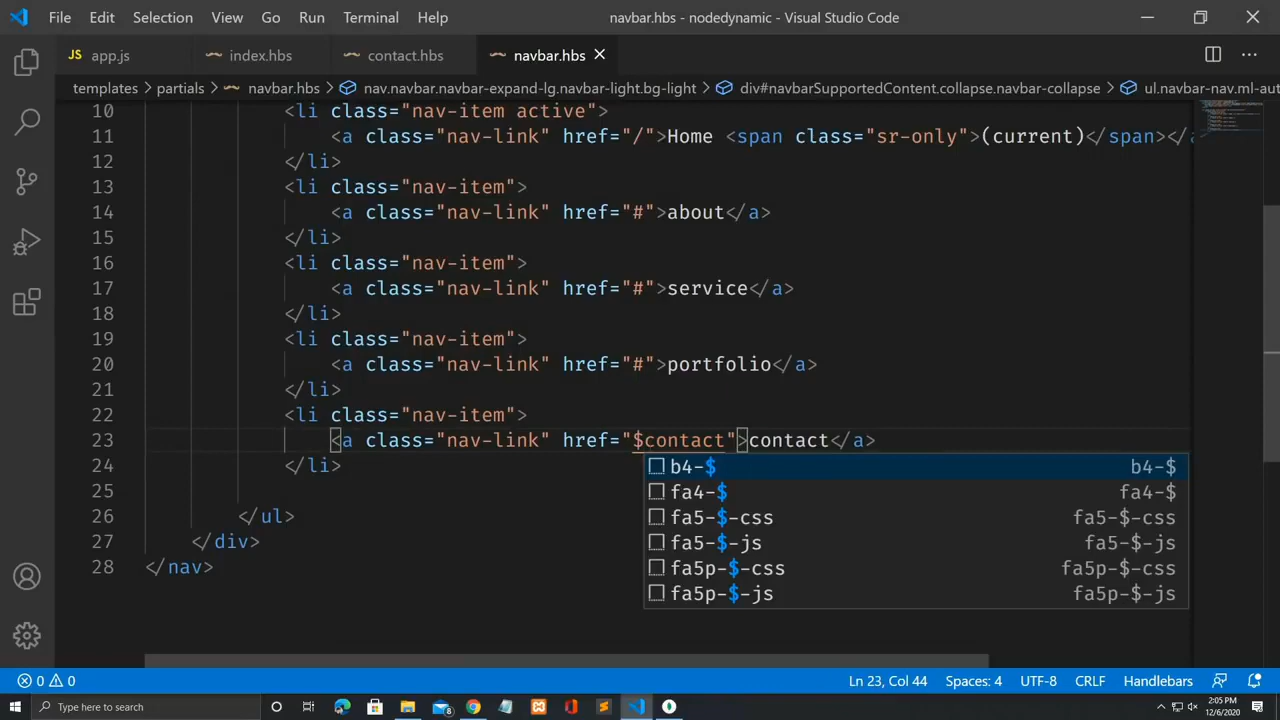 File Edit Selection View Go Run Terminal Help navbar.hbs - nodedynamic - Visual Studio Code
JS app.js index.hbs contact.hbs navbar.hbs
templates > partials > navbar.hbs > nav.navbar.navbar-expand-lg.navbar-light.bg-light > div#navbarSupportedContent.collapse.navbar-collapse > ul.navbar-nav.ml-aut
10 <li class="nav-item active">
11 <a class="nav-link" href="/">Home <span class="sr-only">(current)</span></a
12 </li>
13 <li class="nav-item">
14 <a class="nav-link" href="#">about</a>
15 </li>
16 <li class="nav-item">
17 <a class="nav-link" href="#">service</a>
18 </li>
19 <li class="nav-item">
20 <a class="nav-link" href="#">portfolio</a>
21 </li>
22 <li class="nav-item">
23 <a class="nav-link" href="$contact">contact</a>
24 </li>
25
26 </ul>
27 </div>
28 </nav>
b4-$ b4-$
fa4-$ fa4-$
fa5-$-css fa5-$-css
fa5-$-js fa5-$-js
fa5p-$-css fa5p-$-css
fa5p-$-js fa5p-$-js
0 0 Ln 23, Col 44 Spaces: 4 UTF-8 CRLF Handlebars
Type here to search 8 2:05 PM
12/6/2020